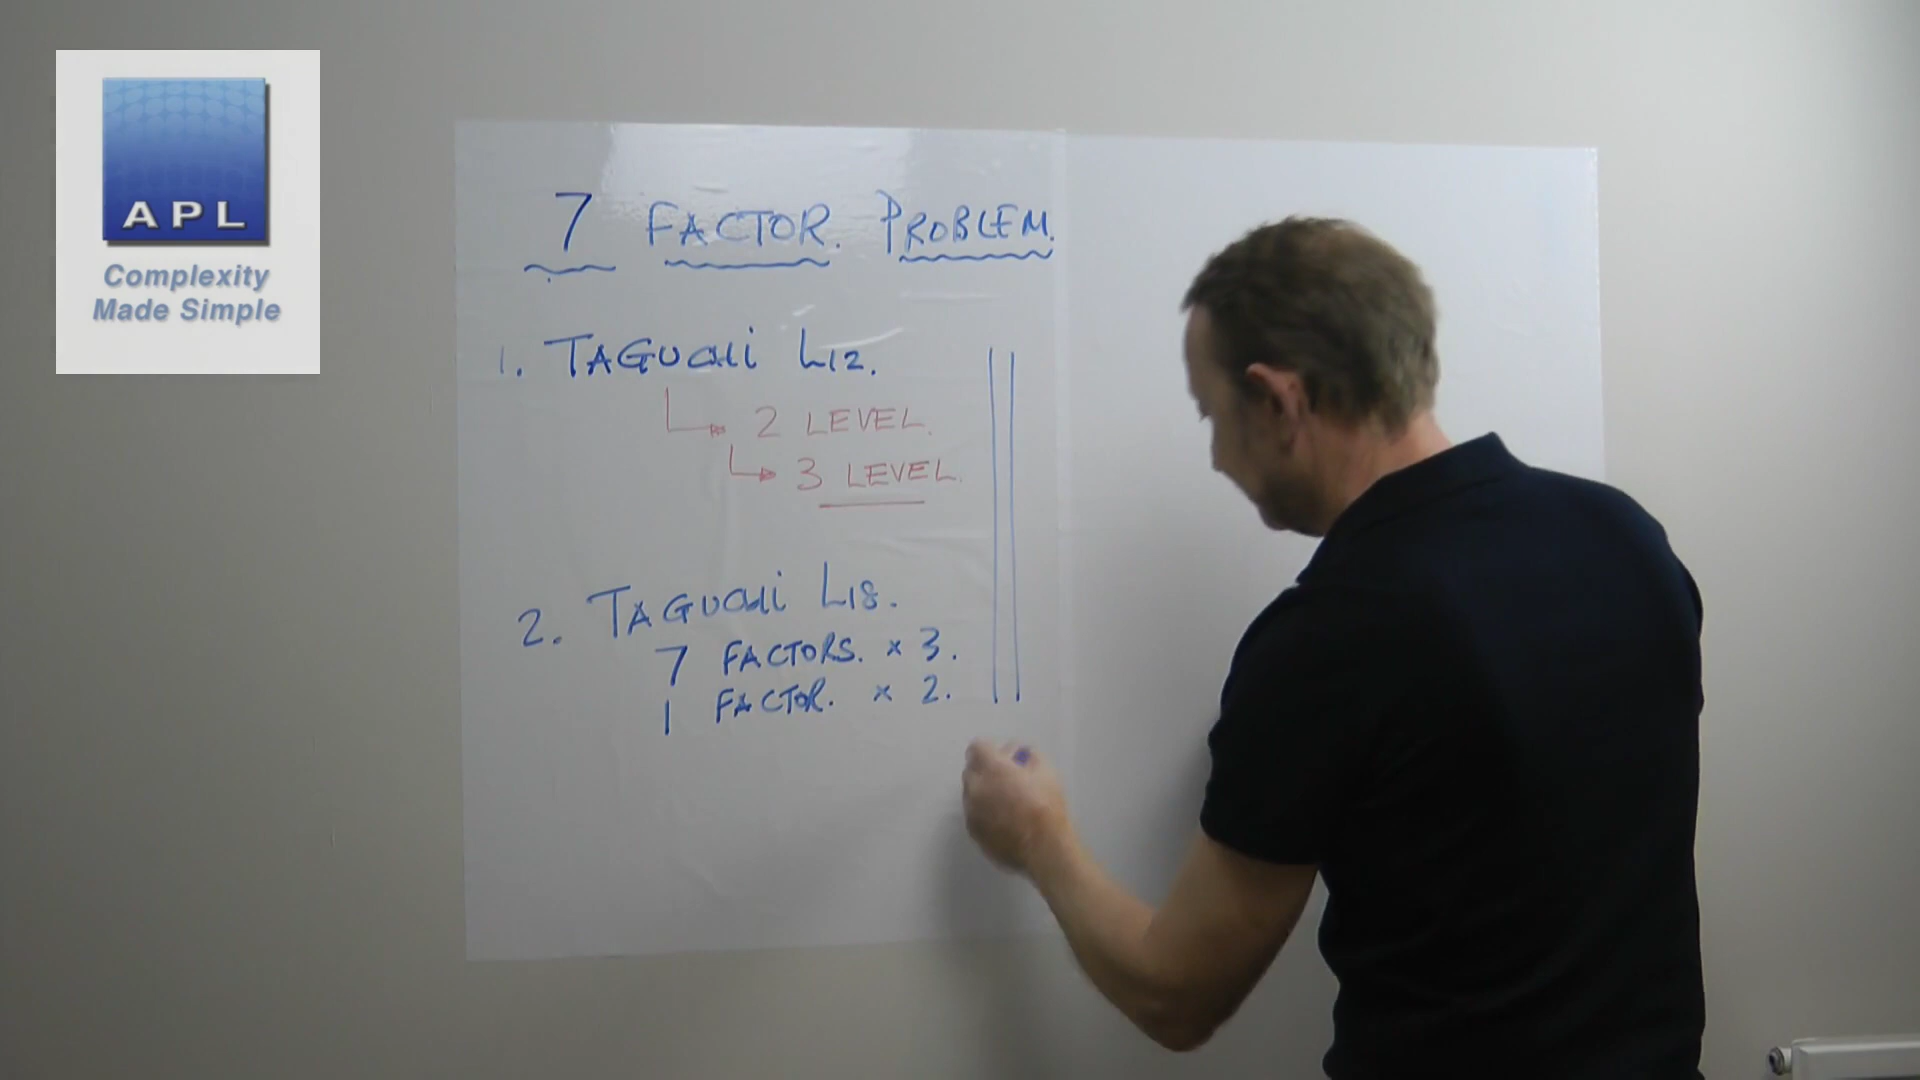 APL
Complexity
Made Simple
7 FACTOR. PROBLEM.
1. TAGUCHI L12.
2 LEVEL.
3 LEVEL.
2. TAGUCHI L18.
7 FACTORS. x 3.
1 FACTOR. x 2.